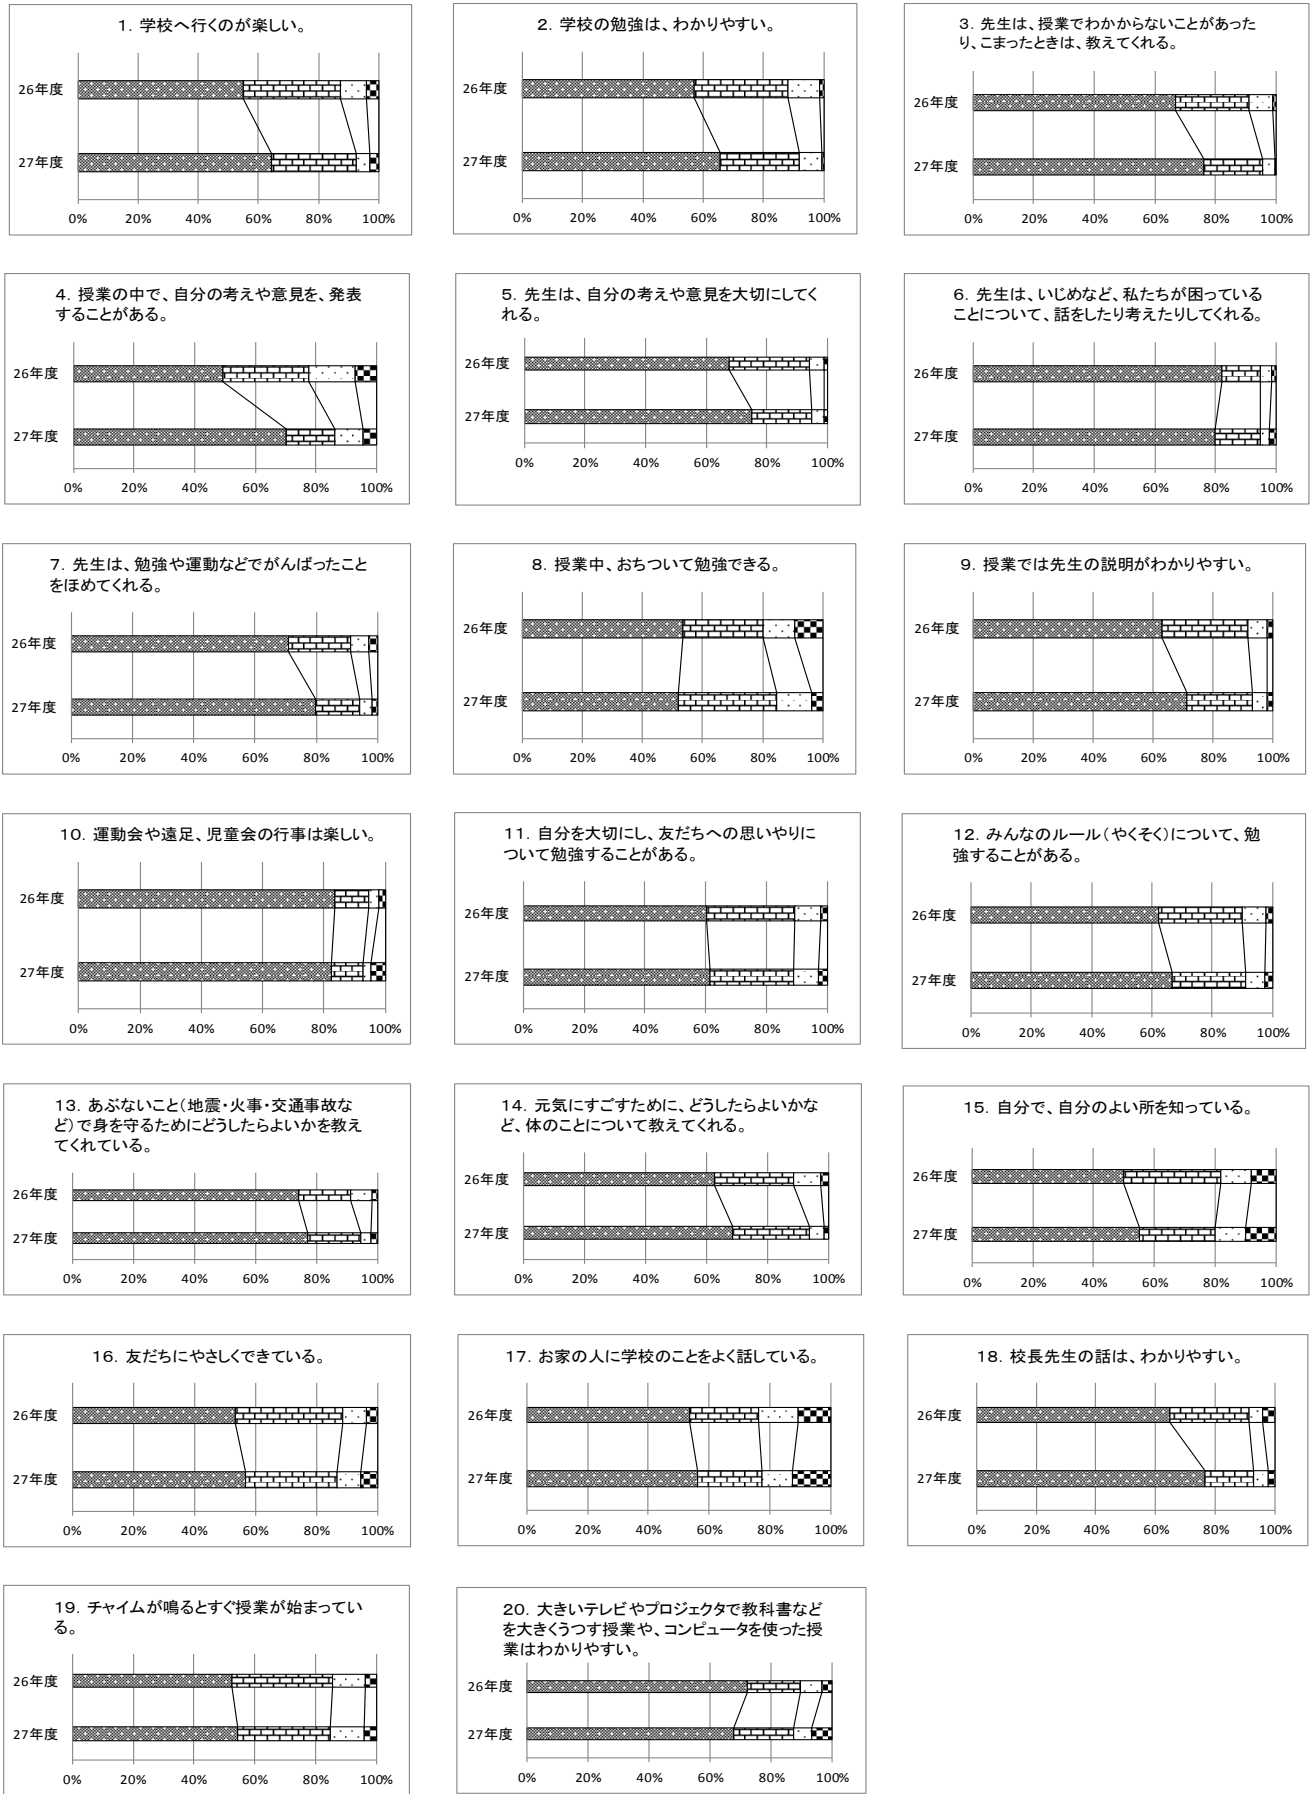 1．学校へ行くのが楽しい。
26年度
27年度
0% 20% 40% 60% 80% 100%
2．学校の勉強は、わかりやすい。
26年度
27年度
0% 20% 40% 60% 80% 100%
3．先生は、授業でわかからないことがあった
り、こまったときは、教えてくれる。
26年度
27年度
0% 20% 40% 60% 80% 100%
4．授業の中で、自分の考えや意見を、発表
することがある。
26年度
27年度
0% 20% 40% 60% 80% 100%
5．先生は、自分の考えや意見を大切にしてく
れる。
26年度
27年度
0% 20% 40% 60% 80% 100%
6．先生は、いじめなど、私たちが困っている
ことについて、話をしたり考えたりしてくれる。
26年度
27年度
0% 20% 40% 60% 80% 100%
7．先生は、勉強や運動などでがんばったこと
をほめてくれる。
26年度
27年度
0% 20% 40% 60% 80% 100%
8．授業中、おちついて勉強できる。
26年度
27年度
0% 20% 40% 60% 80% 100%
9．授業では先生の説明がわかりやすい。
26年度
27年度
0% 20% 40% 60% 80% 100%
10．運動会や遠足、児童会の行事は楽しい。
26年度
27年度
0% 20% 40% 60% 80% 100%
11．自分を大切にし、友だちへの思いやりに
ついて勉強することがある。
26年度
27年度
0% 20% 40% 60% 80% 100%
12．みんなのルール（やくそく）について、勉
強することがある。
26年度
27年度
0% 20% 40% 60% 80% 100%
13．あぶないこと（地震・火事・交通事故な
ど）で身を守るためにどうしたらよいかを教え
てくれている。
26年度
27年度
0% 20% 40% 60% 80% 100%
14．元気にすごすために、どうしたらよいかな
ど、体のことについて教えてくれる。
26年度
27年度
0% 20% 40% 60% 80% 100%
15．自分で、自分のよい所を知っている。
26年度
27年度
0% 20% 40% 60% 80% 100%
16．友だちにやさしくできている。
26年度
27年度
0% 20% 40% 60% 80% 100%
17．お家の人に学校のことをよく話している。
26年度
27年度
0% 20% 40% 60% 80% 100%
18．校長先生の話は、わかりやすい。
26年度
27年度
0% 20% 40% 60% 80% 100%
19．チャイムが鳴るとすぐ授業が始まってい
る。
26年度
27年度
0% 20% 40% 60% 80% 100%
20．大きいテレビやプロジェクタで教科書など
を大きくうつす授業や、コンピュータを使った授
業はわかりやすい。
26年度
27年度
0% 20% 40% 60% 80% 100%